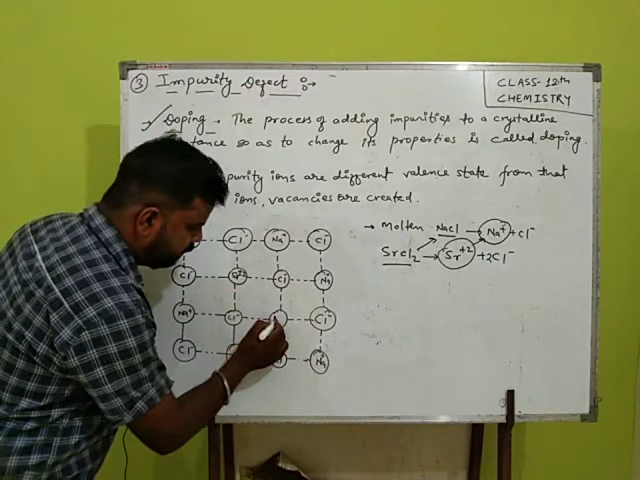 ③ Impurity Defect :→
CLASS-12th
CHEMISTRY
Doping → The process of adding impurities to a crystalline
tance so as to change its properties is called doping.
purity ions are different valence state from that
ions, vacancies are created.
→ Molten NaCl → Na⁺ + Cl⁻
SrCl₂ → Sr⁺² + 2Cl⁻
Cl⁻ Na⁺ Cl⁻
Cl⁻ Sr⁺² Cl⁻ Na⁺
Na⁺ Cl⁻ Cl⁻
Cl⁻ Na⁺